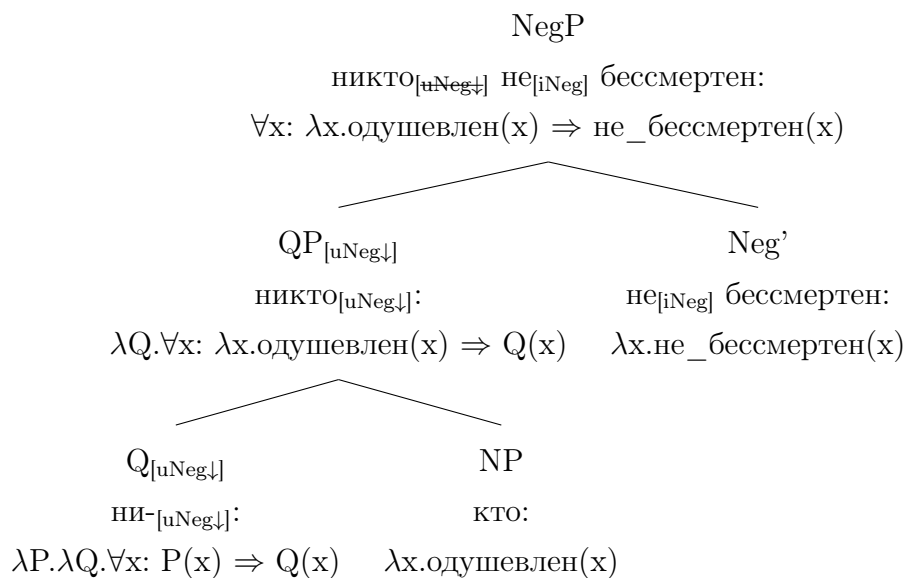 NegP
никто[u̶N̶e̶g̶↓̶] не[iNeg] бессмертен:
∀x: λx.одушевлен(x) ⇒ не_бессмертен(x)
QP[uNeg↓] Neg’
никто[uNeg↓]: не[iNeg] бессмертен:
λQ.∀x: λx.одушевлен(x) ⇒ Q(x) λx.не_бессмертен(x)
Q[uNeg↓] NP
ни-[uNeg↓]: кто:
λP.λQ.∀x: P(x) ⇒ Q(x) λx.одушевлен(x)